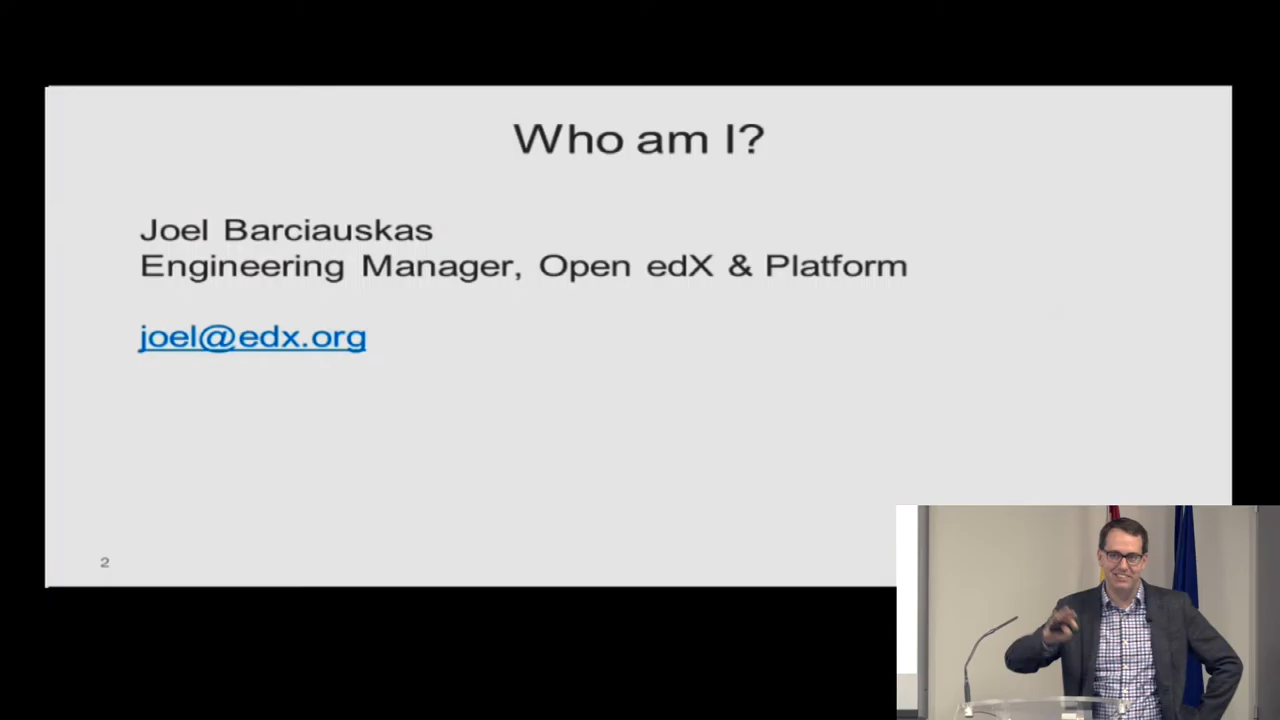 Who am I?
Joel Barciauskas
Engineering Manager, Open edX & Platform
joel@edx.org
2